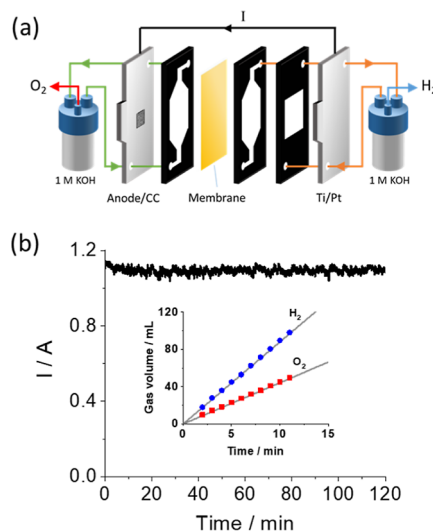 (a)
I
O2
H2
1 M KOH
1 M KOH
Anode/CC
Membrane
Ti/Pt
(b)
1.2
0.8
0.4
0.0
I / A
0 20 40 60 80 100 120
Time / min
120
80
40
0
Gas volume / mL
H2
O2
0 5 10 15
Time / min